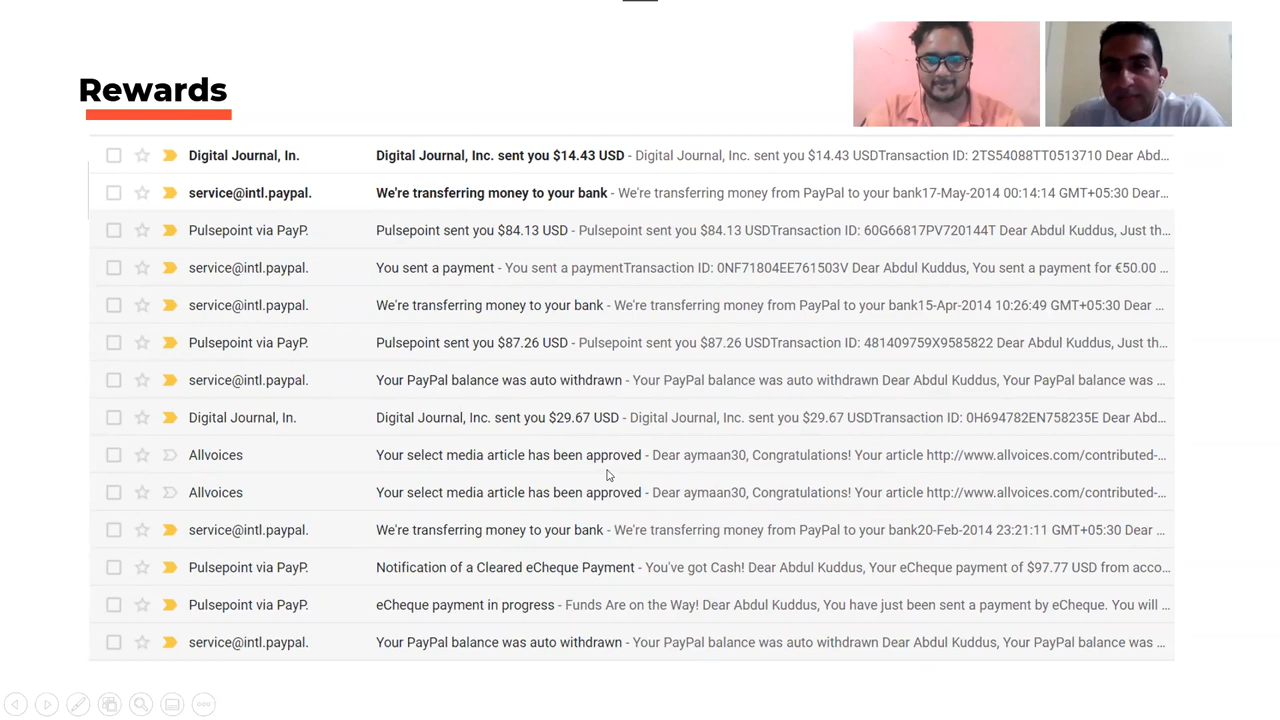 Rewards
Digital Journal, In. Digital Journal, Inc. sent you $14.43 USD - Digital Journal, Inc. sent you $14.43 USDTransaction ID: 2TS54088TT0513710 Dear Abd...
service@intl.paypal. We're transferring money to your bank - We're transferring money from PayPal to your bank17-May-2014 00:14:14 GMT+05:30 Dear...
Pulsepoint via PayP. Pulsepoint sent you $84.13 USD - Pulsepoint sent you $84.13 USDTransaction ID: 60G66817PV720144T Dear Abdul Kuddus, Just th...
service@intl.paypal. You sent a payment - You sent a paymentTransaction ID: 0NF71804EE761503V Dear Abdul Kuddus, You sent a payment for €50.00 ...
service@intl.paypal. We're transferring money to your bank - We're transferring money from PayPal to your bank15-Apr-2014 10:26:49 GMT+05:30 Dear ...
Pulsepoint via PayP. Pulsepoint sent you $87.26 USD - Pulsepoint sent you $87.26 USDTransaction ID: 481409759X9585822 Dear Abdul Kuddus, Just th...
service@intl.paypal. Your PayPal balance was auto withdrawn - Your PayPal balance was auto withdrawn Dear Abdul Kuddus, Your PayPal balance was ...
Digital Journal, In. Digital Journal, Inc. sent you $29.67 USD - Digital Journal, Inc. sent you $29.67 USDTransaction ID: 0H694782EN758235E Dear Abd...
Allvoices Your select media article has been approved - Dear aymaan30, Congratulations! Your article http://www.allvoices.com/contributed-...
Allvoices Your select media article has been approved - Dear aymaan30, Congratulations! Your article http://www.allvoices.com/contributed-...
service@intl.paypal. We're transferring money to your bank - We're transferring money from PayPal to your bank20-Feb-2014 23:21:11 GMT+05:30 Dear ...
Pulsepoint via PayP. Notification of a Cleared eCheque Payment - You've got Cash! Dear Abdul Kuddus, Your eCheque payment of $97.77 USD from acco...
Pulsepoint via PayP. eCheque payment in progress - Funds Are on the Way! Dear Abdul Kuddus, You have just been sent a payment by eCheque. You will ...
service@intl.paypal. Your PayPal balance was auto withdrawn - Your PayPal balance was auto withdrawn Dear Abdul Kuddus, Your PayPal balance was ...